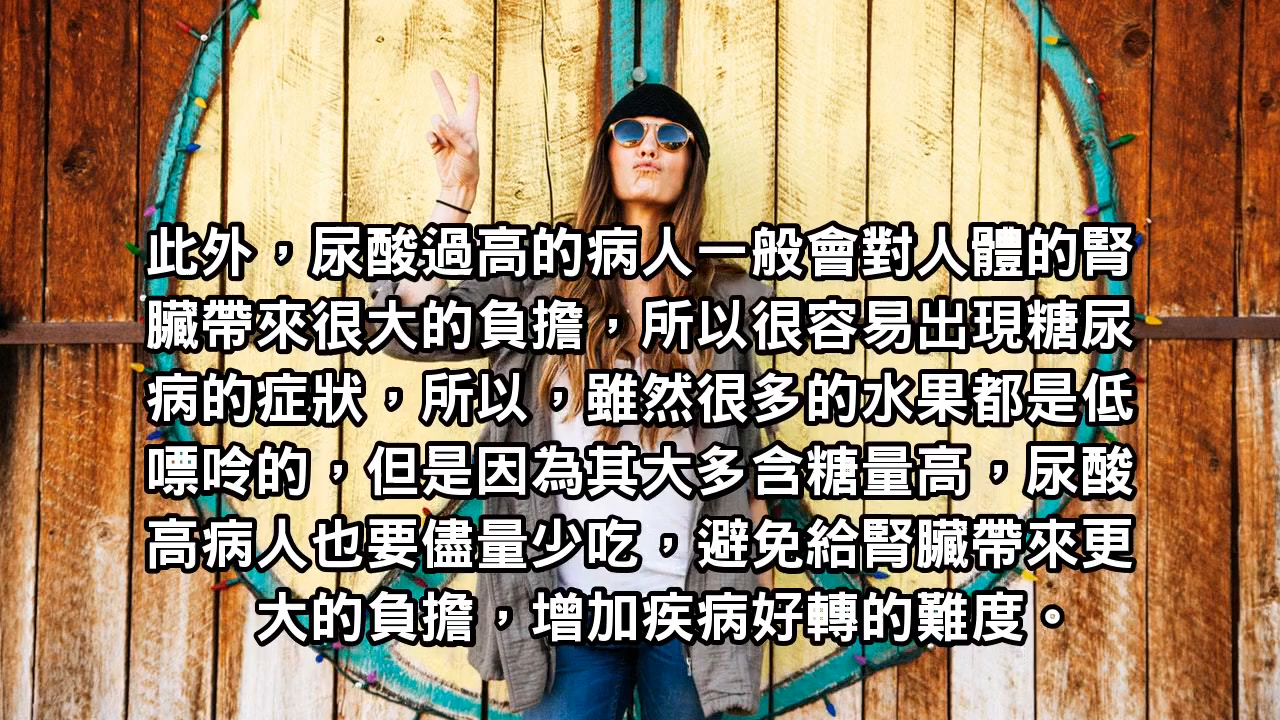 此外，尿酸過高的病人一般會對人體的腎
臟帶來很大的負擔，所以很容易出現糖尿
病的症狀，所以，雖然很多的水果都是低
嘌呤的，但是因為其大多含糖量高，尿酸
高病人也要儘量少吃，避免給腎臟帶來更
大的負擔，增加疾病好轉的難度。